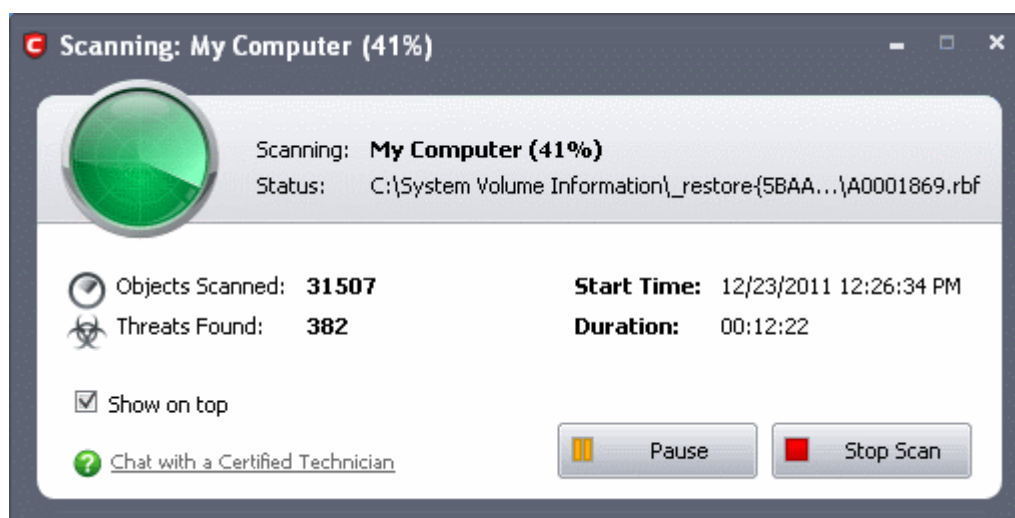 Scanning: My Computer (41%)
Scanning: My Computer (41%)
Status: C:\System Volume Information\_restore{5BAA...\A0001869.rbf
Objects Scanned: 31507
Start Time: 12/23/2011 12:26:34 PM
Threats Found: 382
Duration: 00:12:22
Show on top
Chat with a Certified Technician
Pause
Stop Scan